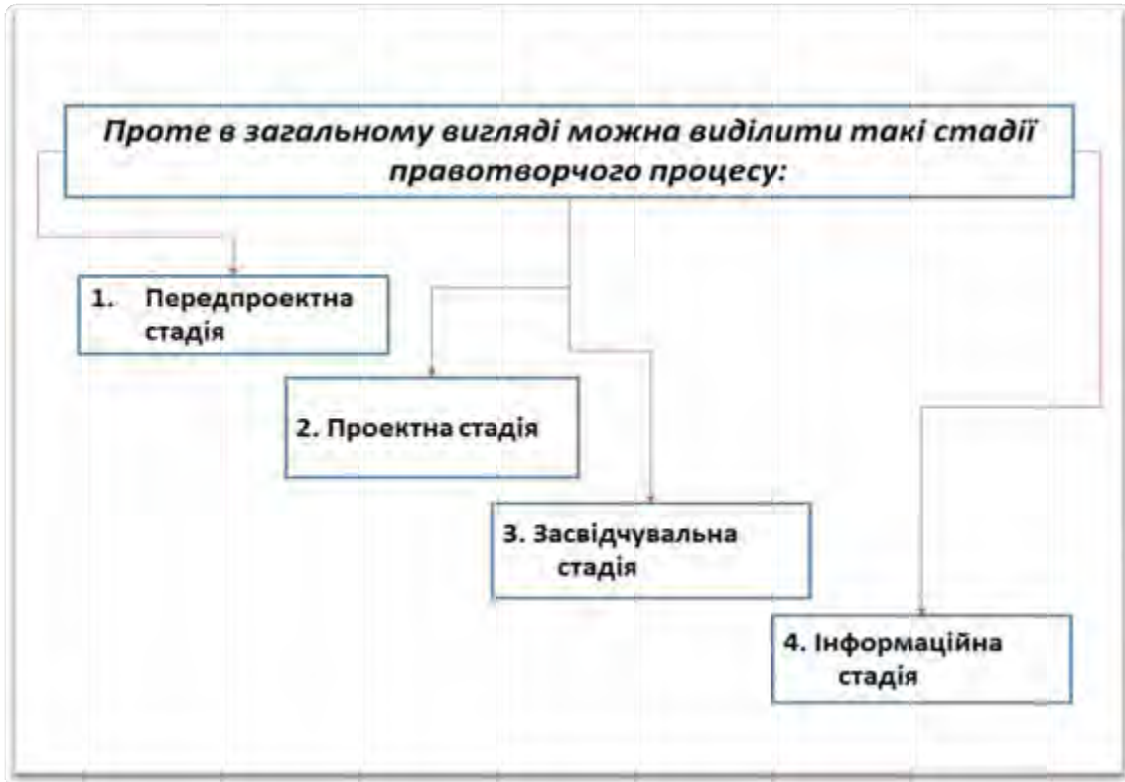 Проте в загальному вигляді можна виділити такі стадії
правотворчого процесу:
1. Передпроектна
стадія
2. Проектна стадія
3. Засвідчувальна
стадія
4. Інформаційна
стадія